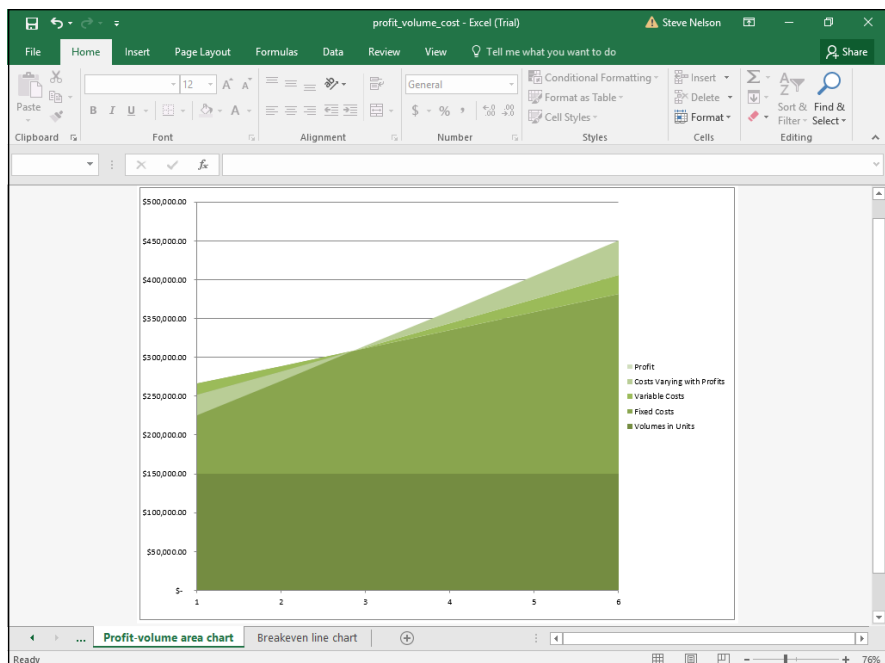 profit_volume_cost - Excel (Trial)
Steve Nelson
File Home Insert Page Layout Formulas Data Review View Tell me what you want to do Share
Paste
12
B I U
A A
A
General
$ % ,
Conditional Formatting
Format as Table
Cell Styles
Insert
Delete
Format
Sort & Filter
Find & Select
Clipboard Font Alignment Number Styles Cells Editing
fx
$500,000.00
$450,000.00
$400,000.00
$350,000.00
$300,000.00
$250,000.00
$200,000.00
$150,000.00
$100,000.00
$50,000.00
$-
1 2 3 4 5 6
Profit
Costs Varying with Profits
Variable Costs
Fixed Costs
Volumes in Units
... Profit-volume area chart Breakeven line chart
Ready
76%